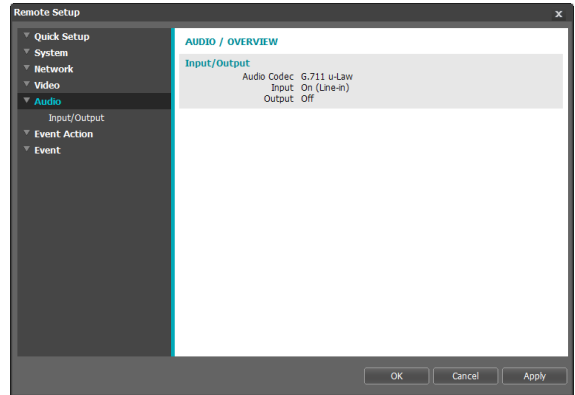 Remote Setup
x
Quick Setup
System
Network
Video
Audio
Input/Output
Event Action
Event
AUDIO / OVERVIEW
Input/Output
Audio Codec G.711 u-Law
Input On (Line-in)
Output Off
OK Cancel Apply